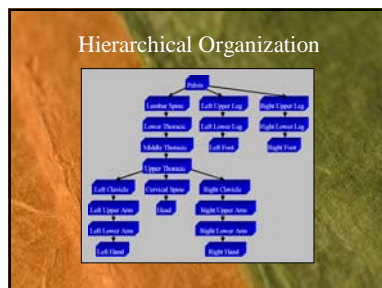 Hierarchical Organization
Pelvis
Lumbar Spine Left Upper Leg Right Upper Leg
Lower Thoracic Left Lower Leg Right Lower Leg
Middle Thoracic Left Foot Right Foot
Upper Thoracic
Left Clavicle Cervical Spine Right Clavicle
Left Upper Arm Head Right Upper Arm
Left Lower Arm Right Lower Arm
Left Hand Right Hand